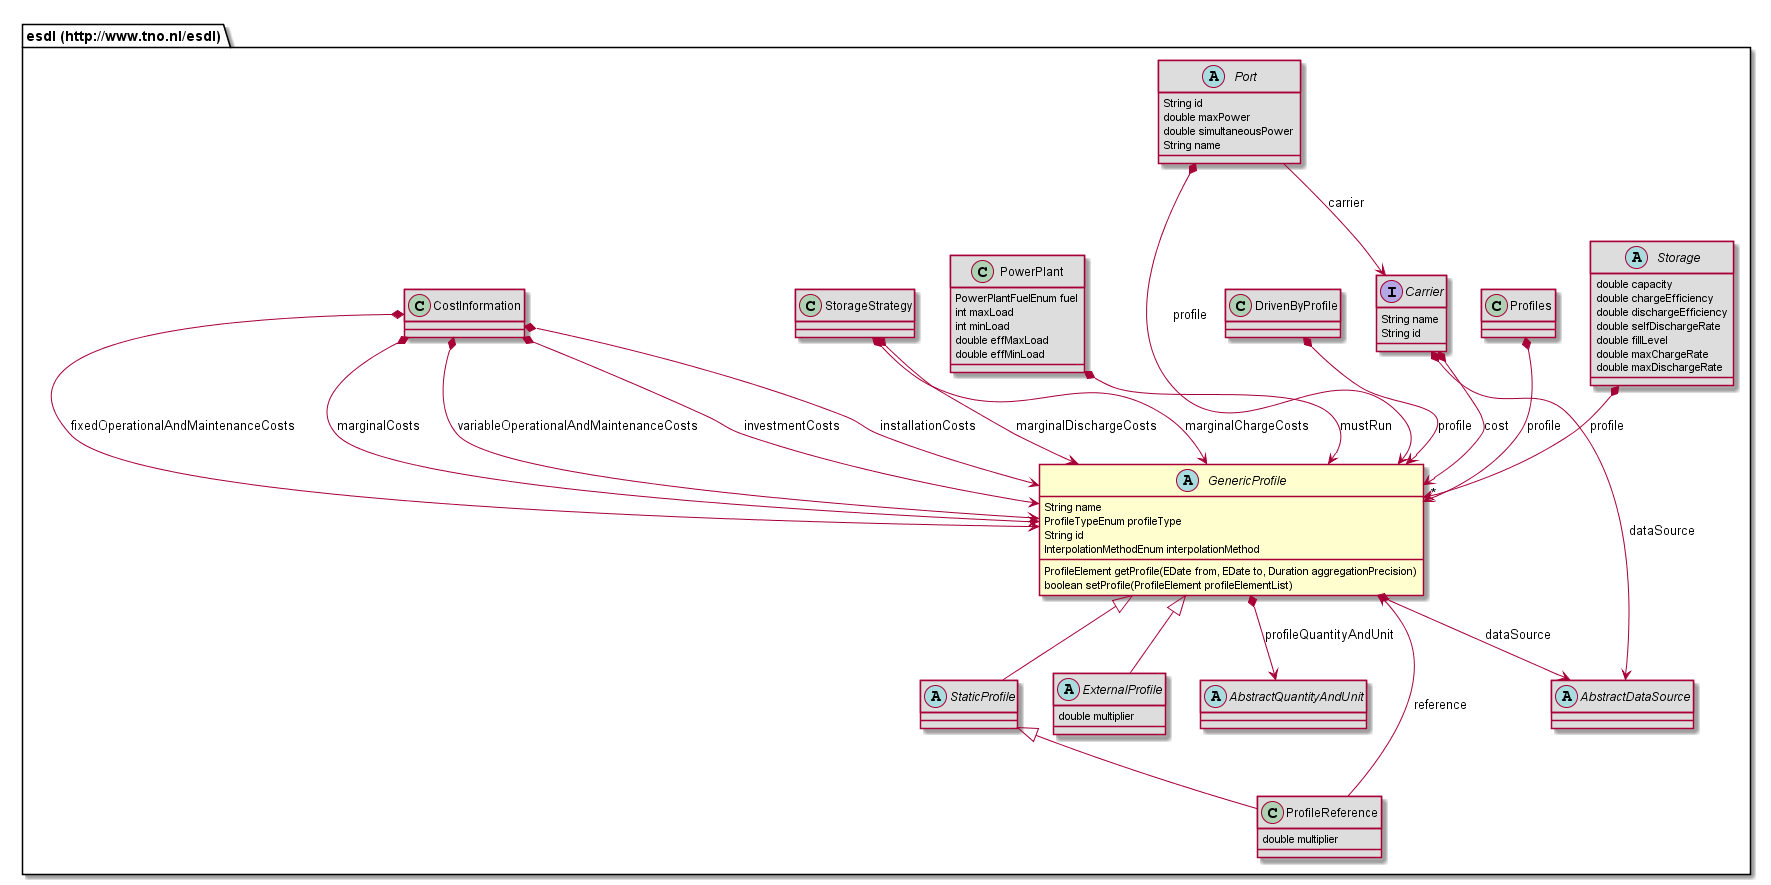 esdl (http://www.tno.nl/esdl)
A Port
String id
double maxPower
double simultaneousPower
String name
carrier
profile
C CostInformation
C StorageStrategy
C PowerPlant
PowerPlantFuelEnum fuel
int maxLoad
int minLoad
double effMaxLoad
double effMinLoad
C DrivenByProfile
I Carrier
String name
String id
C Profiles
A Storage
double capacity
double chargeEfficiency
double dischargeEfficiency
double selfDischargeRate
double fillLevel
double maxChargeRate
double maxDischargeRate
fixedOperationalAndMaintenanceCosts
marginalCosts
variableOperationalAndMaintenanceCosts
investmentCosts
installationCosts
marginalDischargeCosts
marginalChargeCosts
mustRun
profile
cost
profile
profile
*
dataSource
A GenericProfile
String name
ProfileTypeEnum profileType
String id
InterpolationMethodEnum interpolationMethod
ProfileElement getProfile(EDate from, EDate to, Duration aggregationPrecision)
boolean setProfile(ProfileElement profileElementList)
profileQuantityAndUnit
dataSource
A StaticProfile
A ExternalProfile
double multiplier
A AbstractQuantityAndUnit
reference
A AbstractDataSource
C ProfileReference
double multiplier